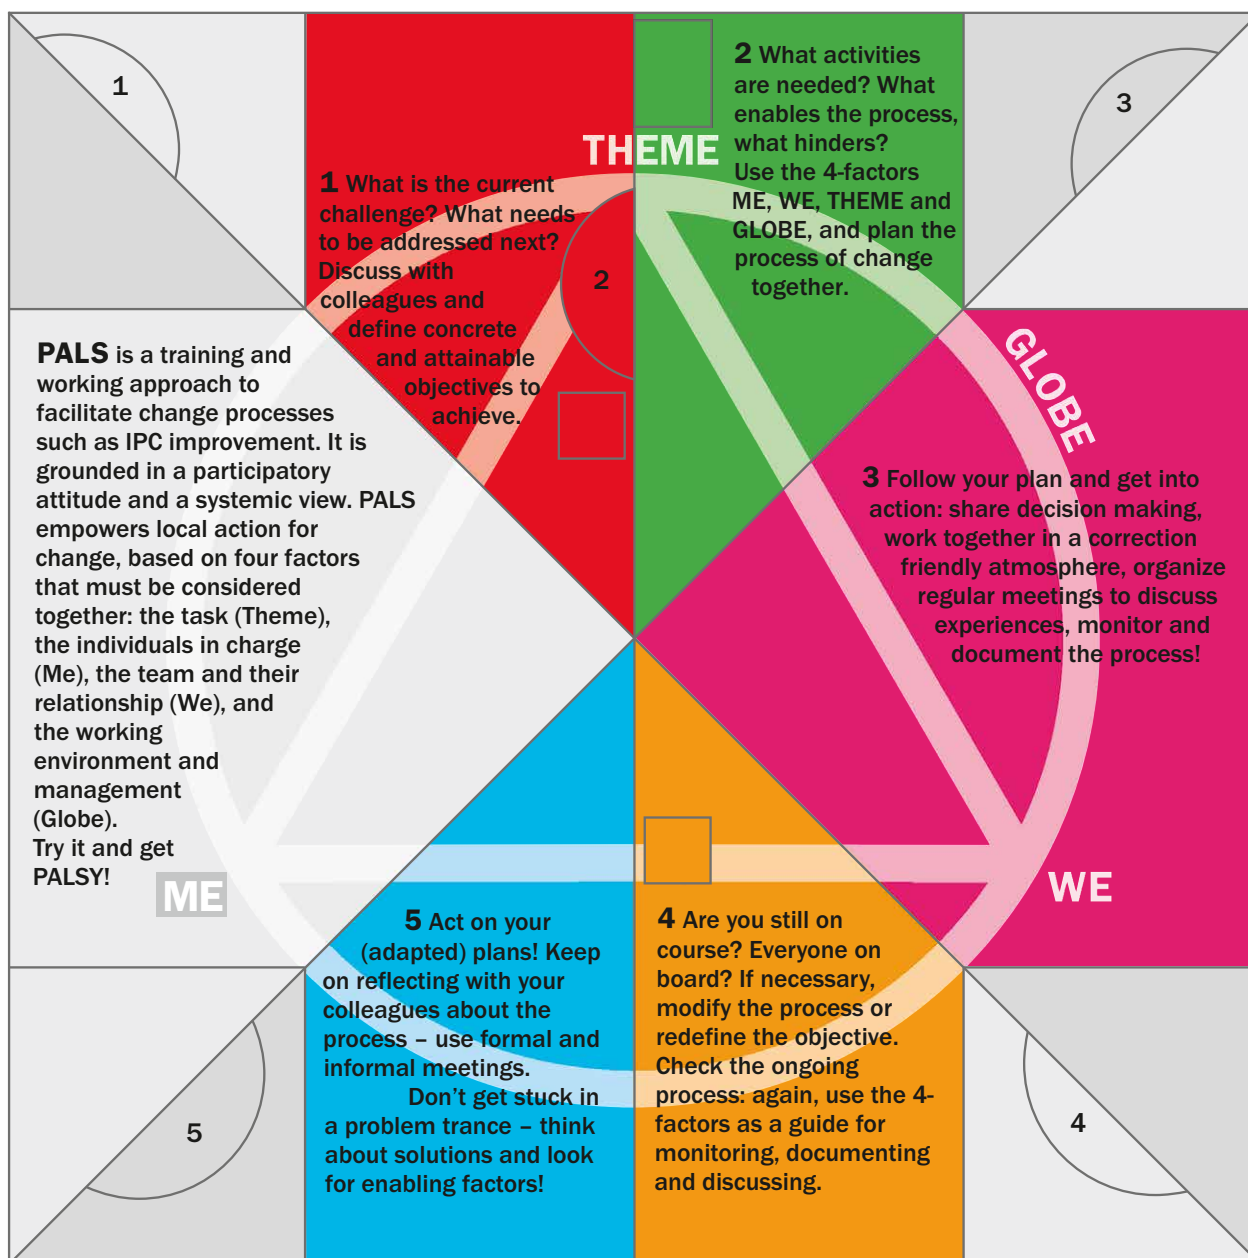 1
3
THEME
1 What is the current
challenge? What needs
to be addressed next?
Discuss with
colleagues and
define concrete
and attainable
objectives to
achieve.
2
2 What activities
are needed? What
enables the process,
what hinders?
Use the 4-factors
ME, WE, THEME and
GLOBE, and plan the
process of change
together.
PALS is a training and
working approach to
facilitate change processes
such as IPC improvement. It is
grounded in a participatory
attitude and a systemic view. PALS
empowers local action for
change, based on four factors
that must be considered
together: the task (Theme),
the individuals in charge
(Me), the team and their
relationship (We), and
the working
environment and
management
(Globe).
Try it and get
PALSY!
ME
GLOBE
3 Follow your plan and get into
action: share decision making,
work together in a correction
friendly atmosphere, organize
regular meetings to discuss
experiences, monitor and
document the process!
WE
5 Act on your
(adapted) plans! Keep
on reflecting with your
colleagues about the
process – use formal and
informal meetings.
Don't get stuck in
a problem trance – think
about solutions and look
for enabling factors!
4 Are you still on
course? Everyone on
board? If necessary,
modify the process or
redefine the objective.
Check the ongoing
process: again, use the 4-
factors as a guide for
monitoring, documenting
and discussing.
5
4